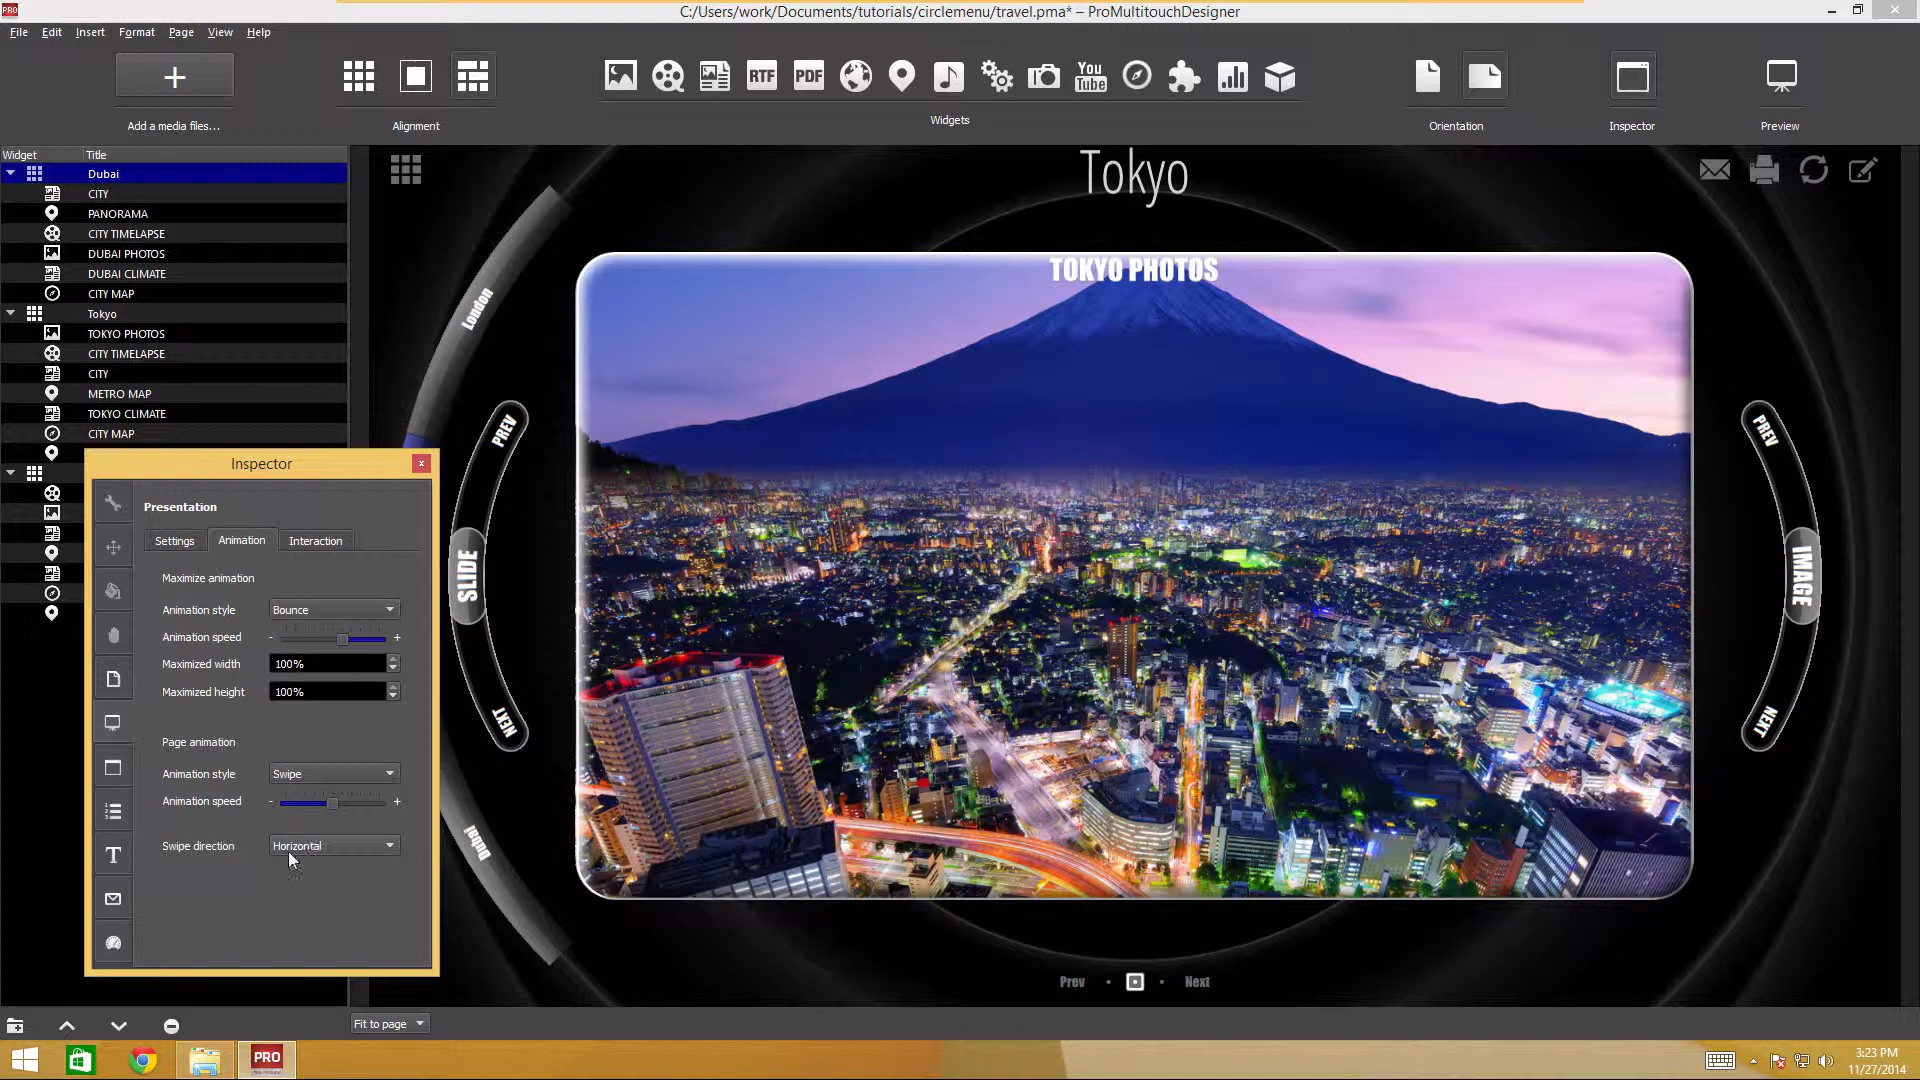 PRO
C:/Users/work/Documents/tutorials/circlemenu/travel.pma* – ProMultitouchDesigner
File Edit Insert Format Page View Help
RTF PDF You Tube
Add a media files...
Alignment
Widgets
Orientation
Inspector
Preview
Widget Title
Dubai
CITY
PANORAMA
CITY TIMELAPSE
DUBAI PHOTOS
DUBAI CLIMATE
CITY MAP
Tokyo
TOKYO PHOTOS
CITY TIMELAPSE
CITY
METRO MAP
TOKYO CLIMATE
CITY MAP
Inspector
x
Presentation
Settings Animation Interaction
Maximize animation
Animation style Bounce
Animation speed - +
Maximized width 100%
Maximized height 100%
Page animation
Animation style Swipe
Animation speed - +
Swipe direction Horizontal
T
Tokyo
TOKYO PHOTOS
London
Dubai
PREV
SLIDE
NEXT
PREV
IMAGE
NEXT
Prev Next
Fit to page
PRO
3:23 PM
11/27/2014